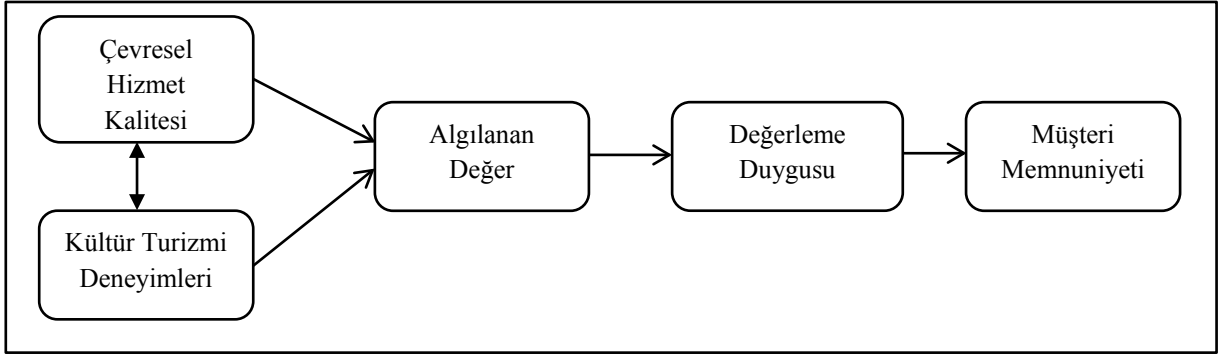 Çevresel
Hizmet
Kalitesi
Kültür Turizmi
Deneyimleri
Algılanan
Değer
Değerleme
Duygusu
Müşteri
Memnuniyeti